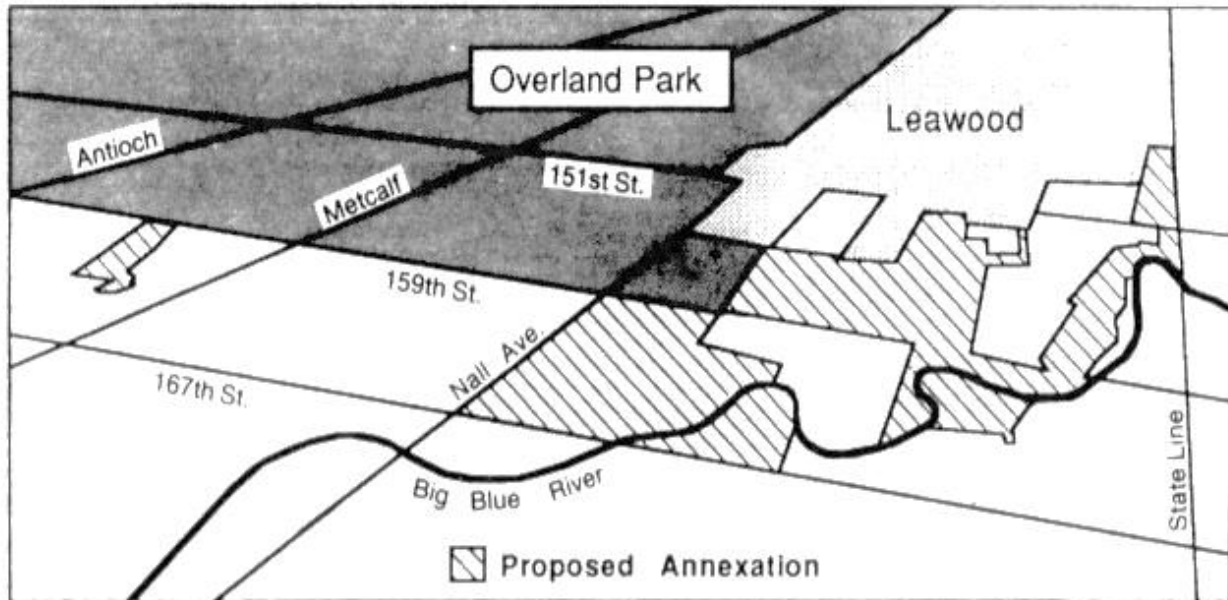 Overland Park
Leawood
Antioch
151st St.
Metcalf
159th St.
Nall Ave.
167th St.
Big Blue River
State Line
Proposed Annexation